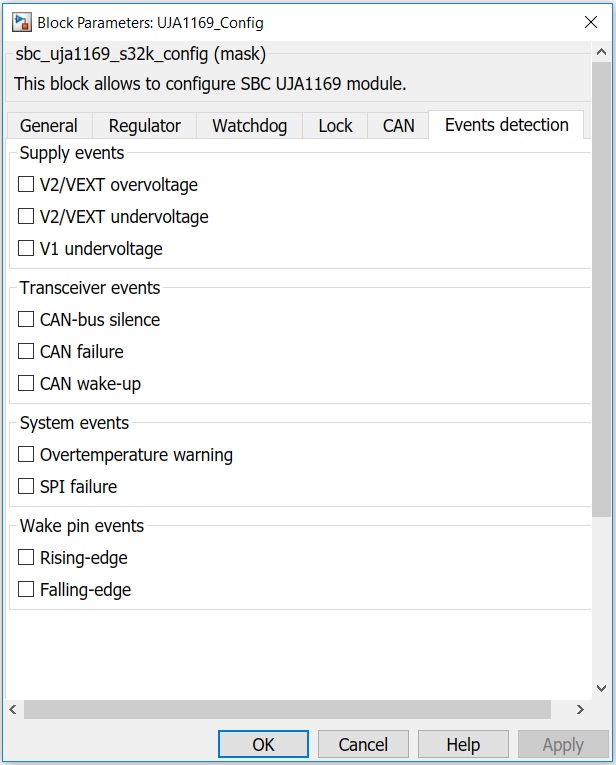 Block Parameters: UJA1169_Config
sbc_uja1169_s32k_config (mask)
This block allows to configure SBC UJA1169 module.
General Regulator Watchdog Lock CAN Events detection
Supply events
V2/VEXT overvoltage
V2/VEXT undervoltage
V1 undervoltage
Transceiver events
CAN-bus silence
CAN failure
CAN wake-up
System events
Overtemperature warning
SPI failure
Wake pin events
Rising-edge
Falling-edge
OK Cancel Help Apply